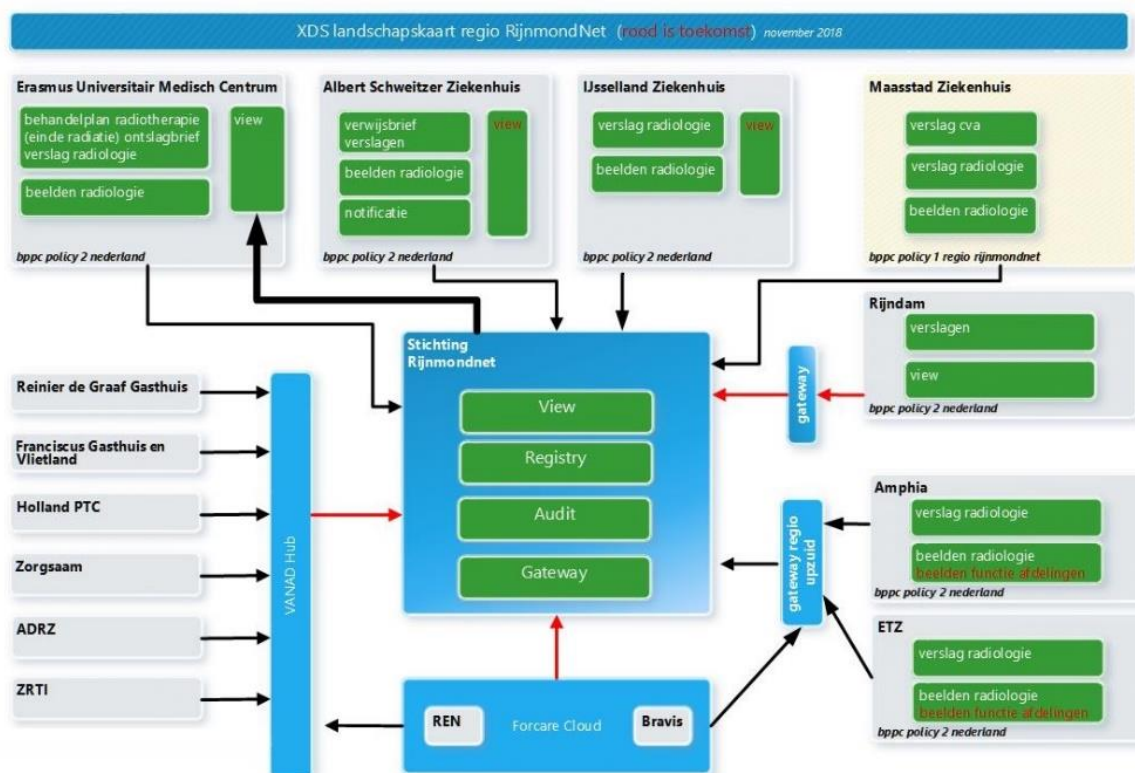 XDS landschapskaart regio RijnmondNet (rood is toekomst) november 2018
Erasmus Universitair Medisch Centrum
behandelplan radiotherapie
(einde radiatie) ontslagbrief
verslag radiologie
view
beelden radiologie
bppc policy 2 nederland
Albert Schweitzer Ziekenhuis
verwijsbrief
verslagen
view
beelden radiologie
notificatie
bppc policy 2 nederland
IJsselland Ziekenhuis
verslag radiologie
view
beelden radiologie
bppc policy 2 nederland
Maasstad Ziekenhuis
verslag cva
verslag radiologie
beelden radiologie
bppc policy 1 regio rijnmondnet
Rijndam
verslagen
view
bppc policy 2 nederland
gateway
Stichting
Rijnmondnet
View
Registry
Audit
Gateway
Reinier de Graaf Gasthuis
Franciscus Gasthuis en
Vlietland
Holland PTC
Zorgsaam
ADRZ
ZRTI
VANAD Hub
gateway regio
upzuid
Amphia
verslag radiologie
beelden radiologie
beelden functie afdelingen
bppc policy 2 nederland
ETZ
verslag radiologie
beelden radiologie
beelden functie afdelingen
bppc policy 2 nederland
REN
Forcare Cloud
Bravis